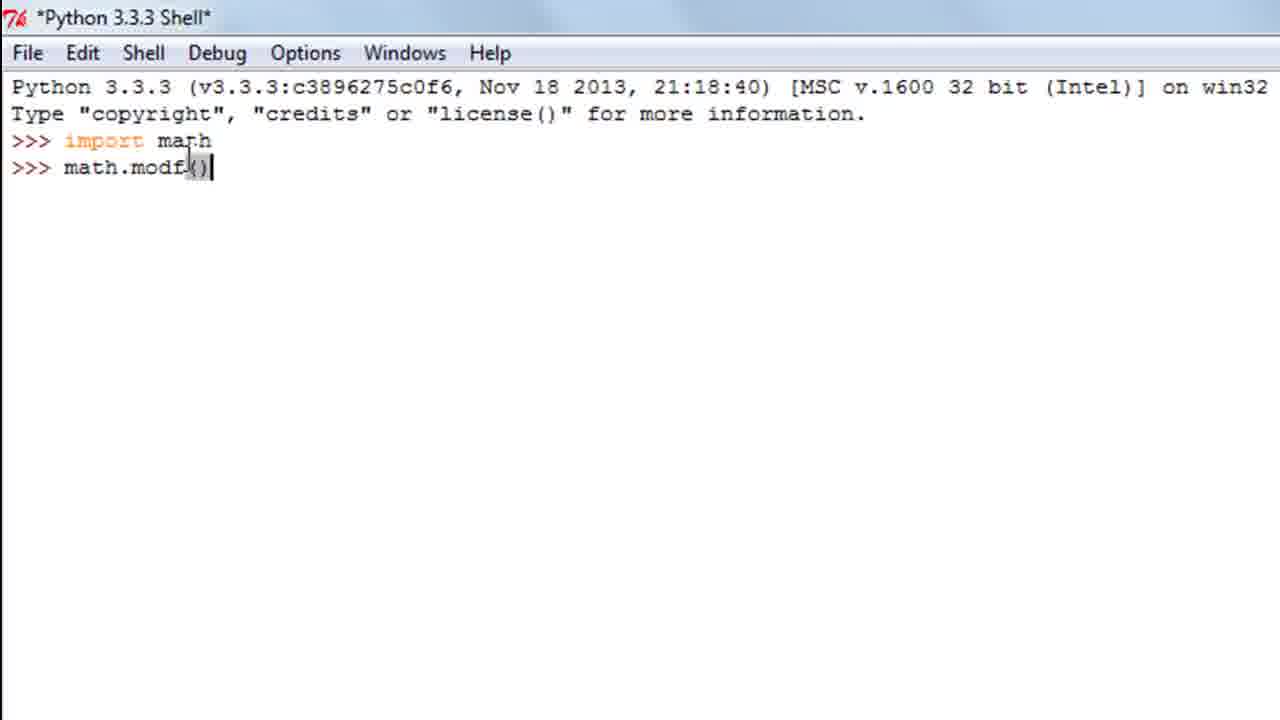 *Python 3.3.3 Shell*
File Edit Shell Debug Options Windows Help
Python 3.3.3 (v3.3.3:c3896275c0f6, Nov 18 2013, 21:18:40) [MSC v.1600 32 bit (Intel)] on win32
Type "copyright", "credits" or "license()" for more information.
>>> import math
>>> math.modf()